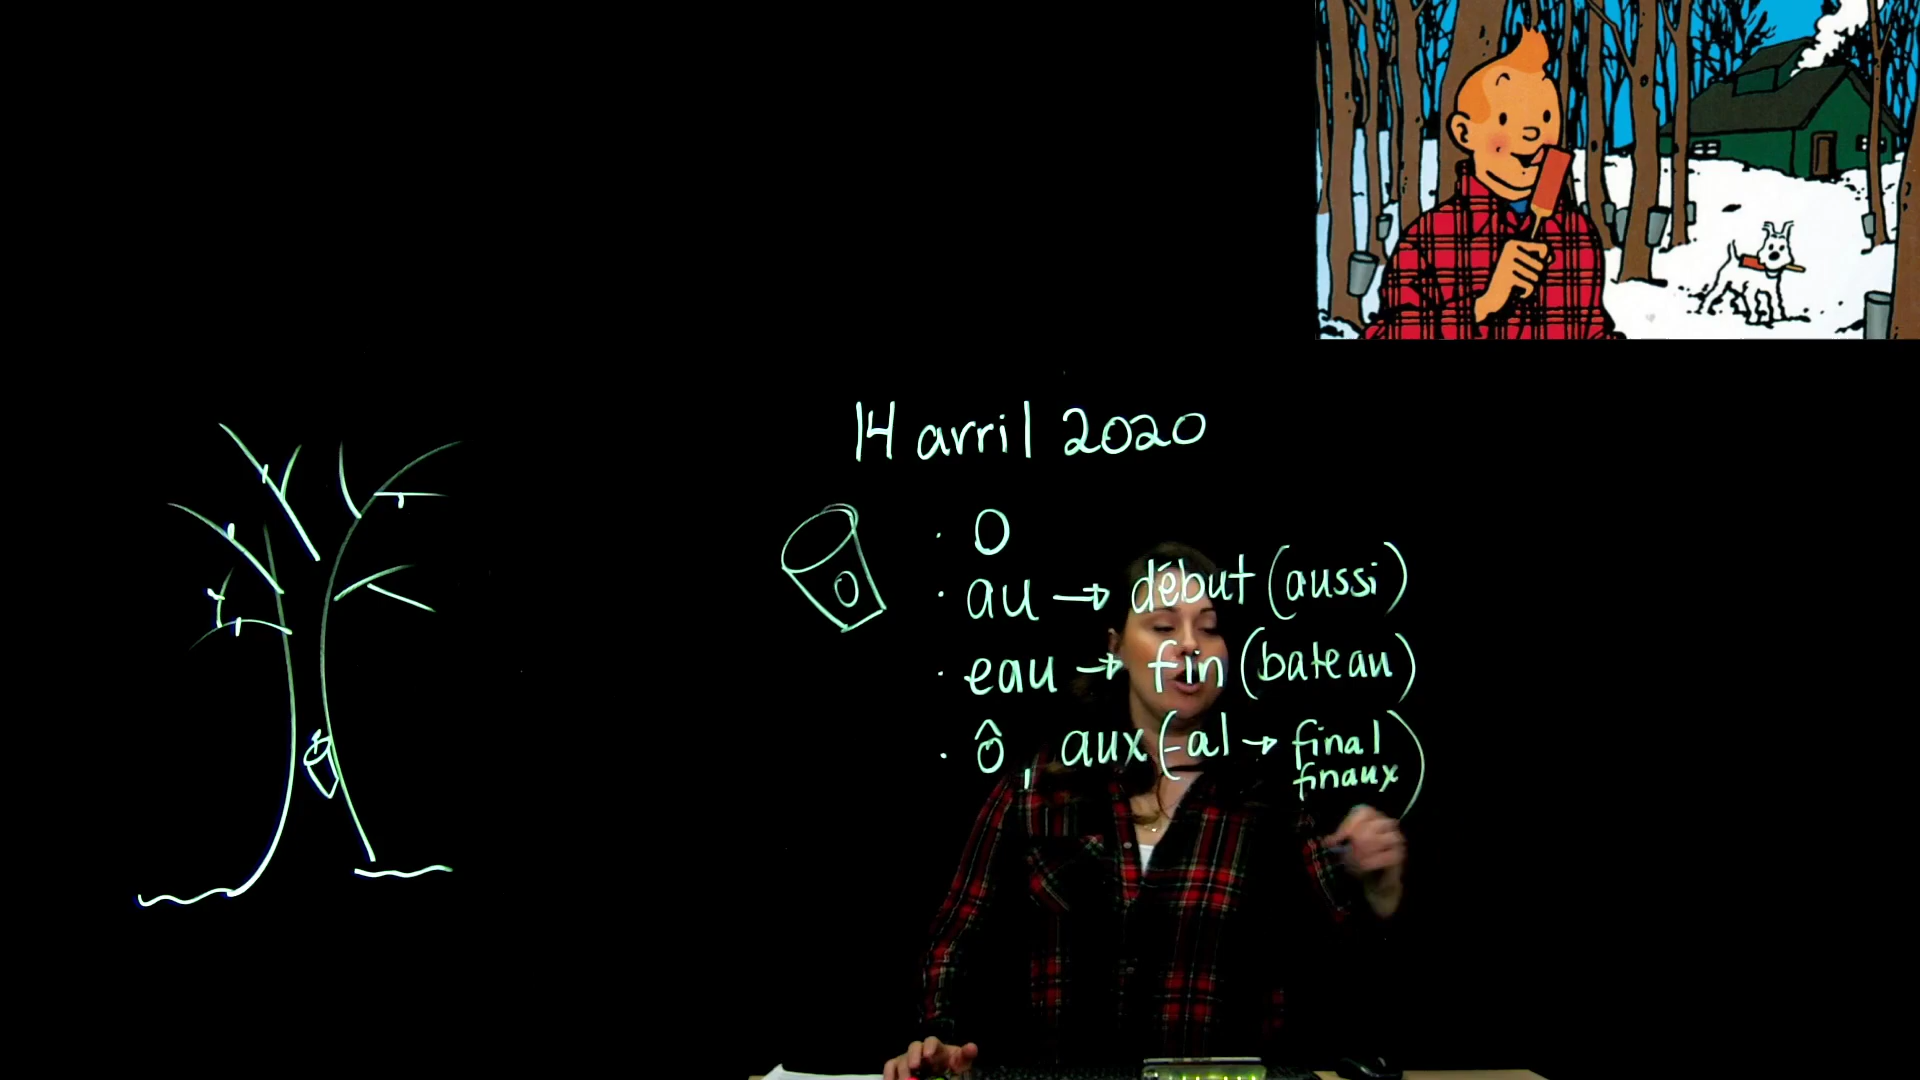 14 avril 2020
O
· O
· au → début (aussi)
· eau → fin (bateau)
· ô, aux (-al → final
finaux)